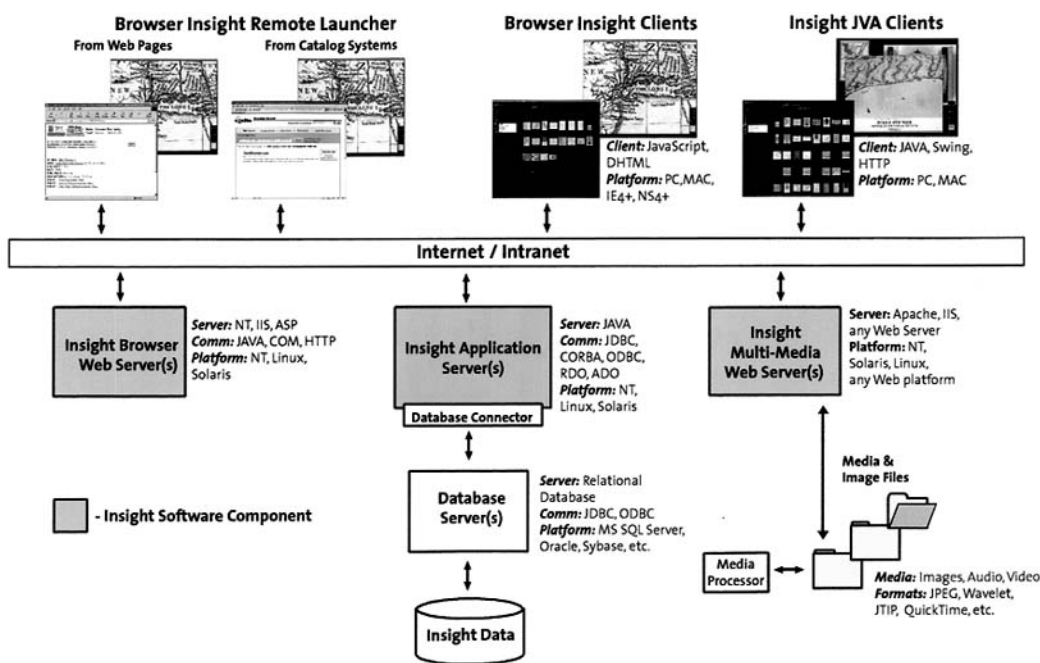 Browser Insight Remote Launcher
From Web Pages
From Catalog Systems
Browser Insight Clients
Client: JavaScript,
DHTML
Platform: PC,MAC,
IE4+, NS4+
Insight JVA Clients
Client: JAVA, Swing,
HTTP
Platform: PC, MAC
Internet / Intranet
Insight Browser
Web Server(s)
Server: NT, IIS, ASP
Comm: JAVA, COM, HTTP
Platform: NT, Linux,
Solaris
Insight Application
Server(s)
Database Connector
Server: JAVA
Comm: JDBC,
CORBA, ODBC,
RDO, ADO
Platform: NT,
Linux, Solaris
Insight
Multi-Media
Web Server(s)
Server: Apache, IIS,
any Web Server
Platform: NT,
Solaris, Linux,
any Web platform
- Insight Software Component
Database
Server(s)
Server: Relational
Database
Comm: JDBC, ODBC
Platform: MS SQL Server,
Oracle, Sybase, etc.
Insight Data
Media &
Image Files
Media
Processor
Media: Images, Audio, Video
Formats: JPEG, Wavelet,
JTIP, QuickTime, etc.